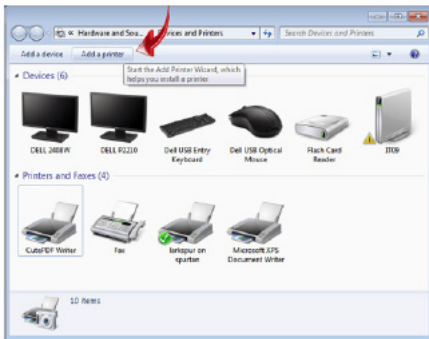 « Hardware and Sou... vices and Printers
Search Devices and Printers
Add a device Add a printer
Start the Add Printer Wizard, which
helps you install a printer
Devices (6)
DELL 2408W DELL P2210 Dell USB Entry Dell USB Optical Flash Card IT09
Keyboard Mouse Reader
Printers and Faxes (4)
CutePDF Writer Fax larkspur on Microsoft XPS
spartan Document Writer
10 items